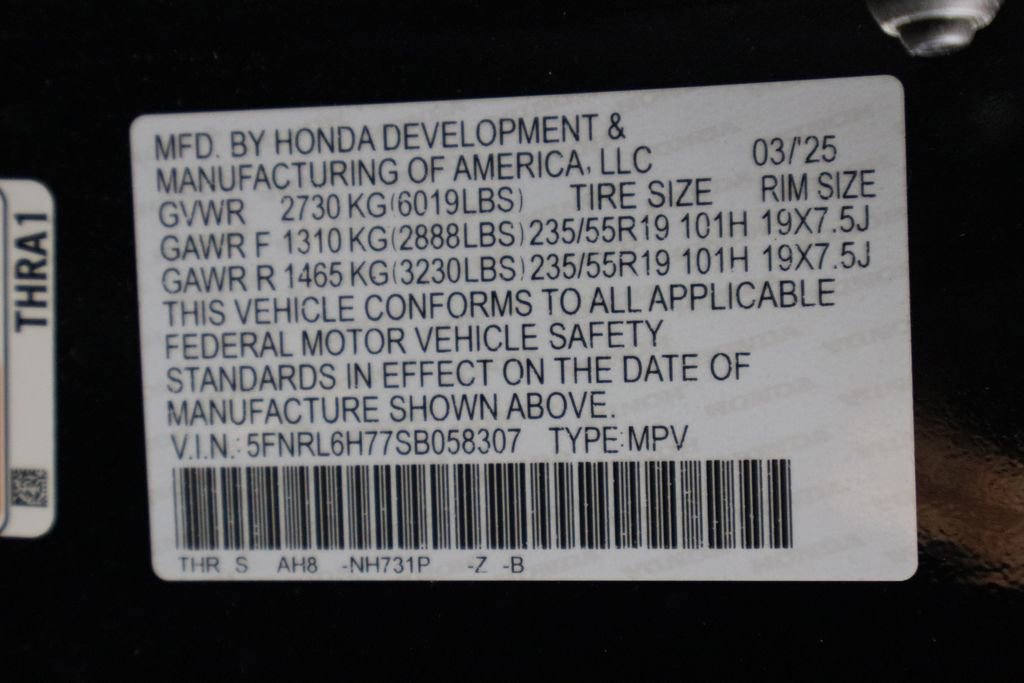 MFD. BY HONDA DEVELOPMENT &
MANUFACTURING OF AMERICA, LLC 03/'25
GVWR 2730 KG(6019LBS) TIRE SIZE RIM SIZE
GAWR F 1310 KG(2888LBS) 235/55R19 101H 19X7.5J
GAWR R 1465 KG(3230LBS) 235/55R19 101H 19X7.5J
THIS VEHICLE CONFORMS TO ALL APPLICABLE
FEDERAL MOTOR VEHICLE SAFETY
STANDARDS IN EFFECT ON THE DATE OF
MANUFACTURE SHOWN ABOVE.
V.I.N.: 5FNRL6H77SB058307 TYPE:MPV
THR S AH8 -NH731P -Z -B
THRA1